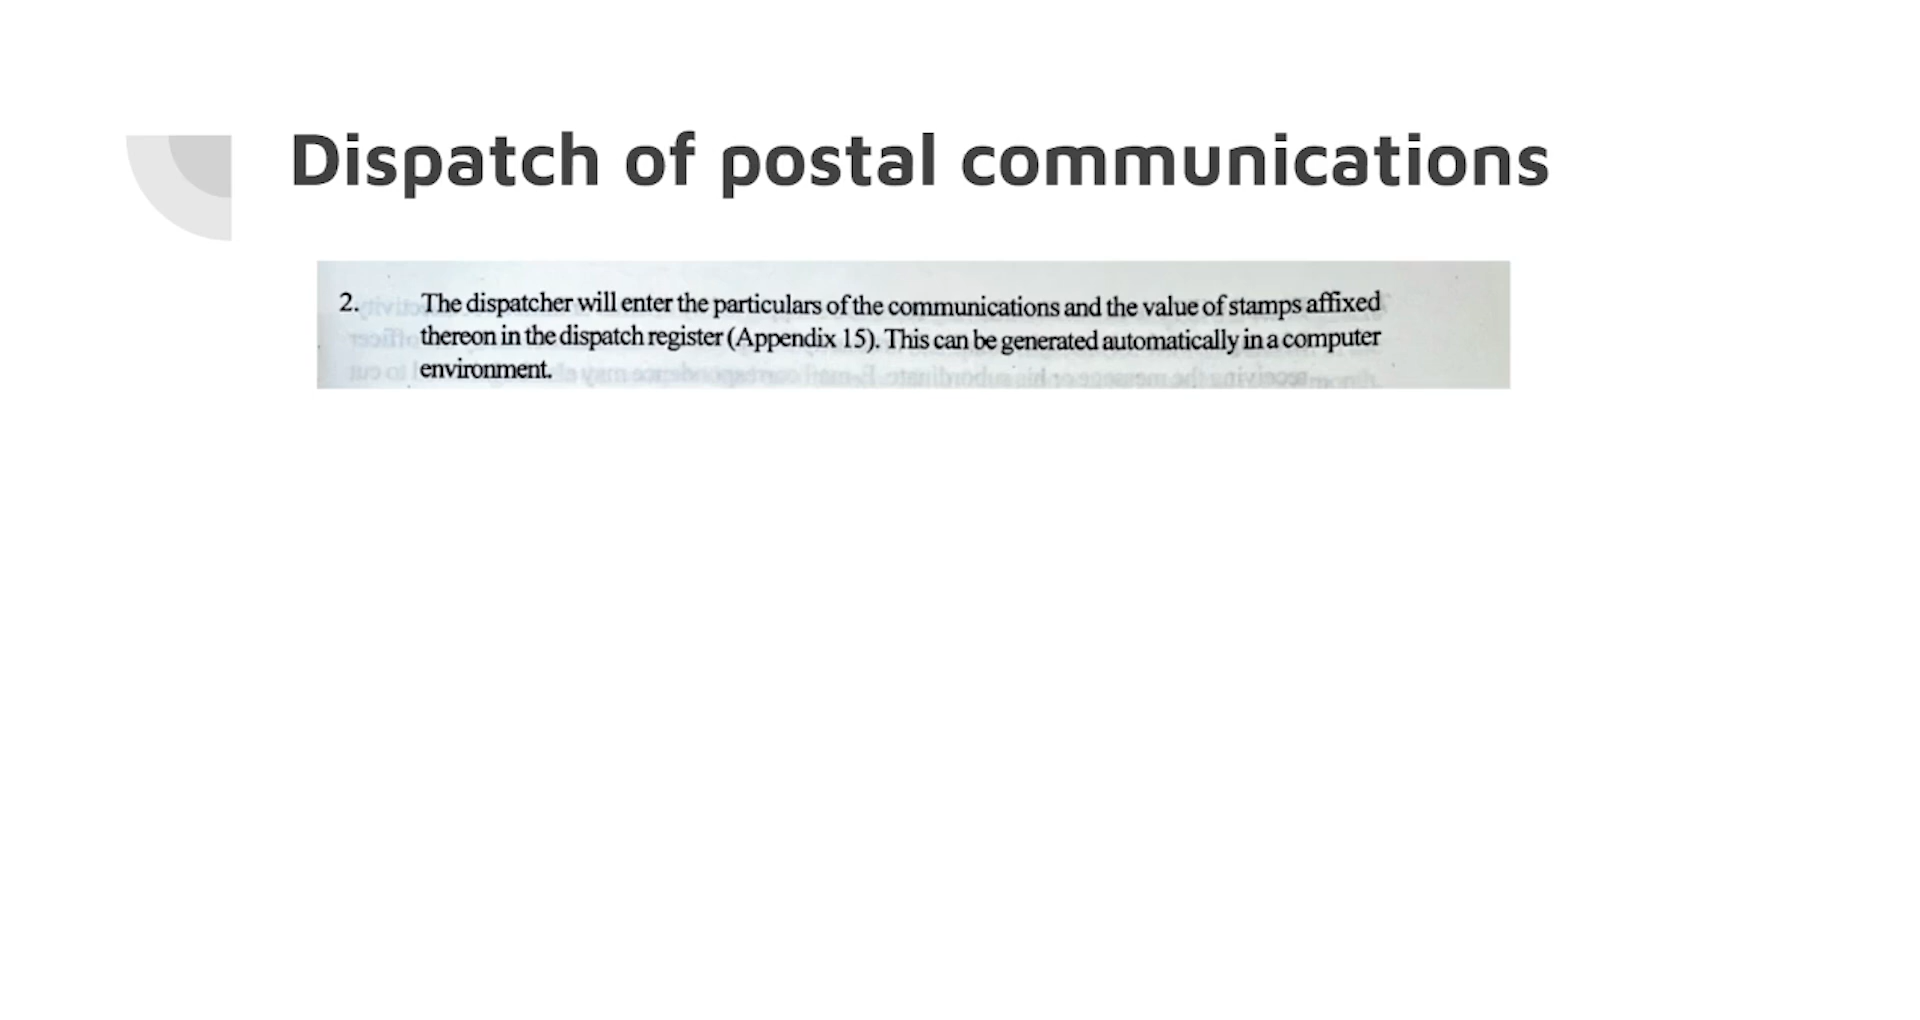 Dispatch of postal communications
2. The dispatcher will enter the particulars of the communications and the value of stamps affixed
thereon in the dispatch register (Appendix 15). This can be generated automatically in a computer
environment.